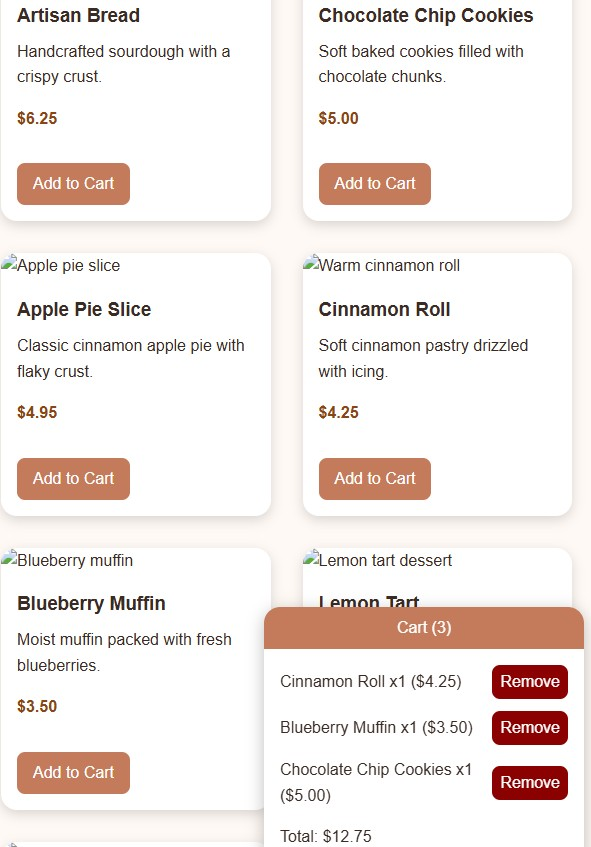 Artisan Bread
Handcrafted sourdough with a
crispy crust.
$6.25
Add to Cart
Chocolate Chip Cookies
Soft baked cookies filled with
chocolate chunks.
$5.00
Add to Cart
Apple pie slice
Apple Pie Slice
Classic cinnamon apple pie with
flaky crust.
$4.95
Add to Cart
Warm cinnamon roll
Cinnamon Roll
Soft cinnamon pastry drizzled
with icing.
$4.25
Add to Cart
Blueberry muffin
Blueberry Muffin
Moist muffin packed with fresh
blueberries.
$3.50
Add to Cart
Lemon tart dessert
Lemon Tart
Cart (3)
Cinnamon Roll x1 ($4.25)
Remove
Blueberry Muffin x1 ($3.50)
Remove
Chocolate Chip Cookies x1
($5.00)
Remove
Total: $12.75